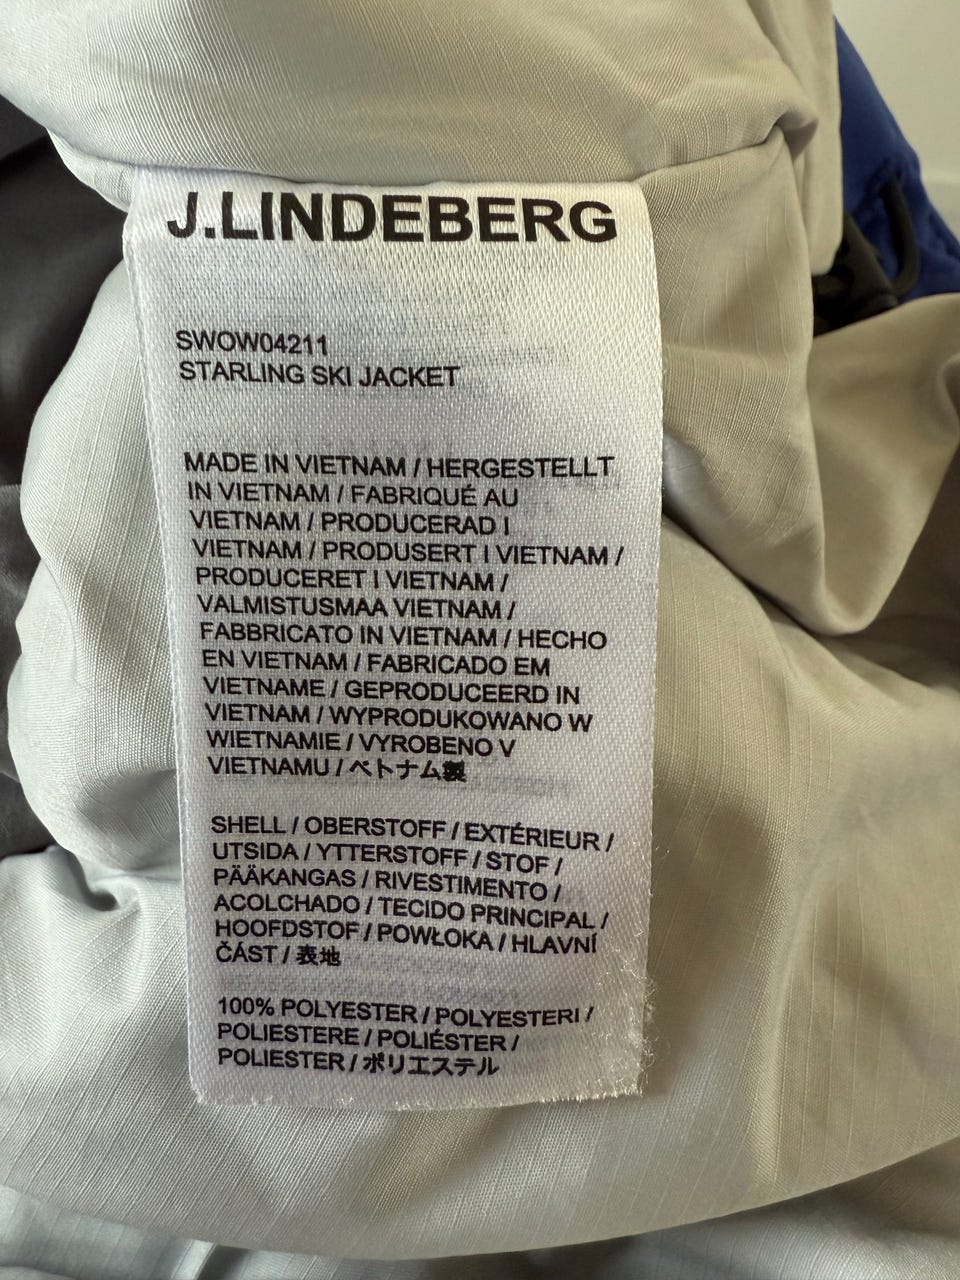 J.LINDEBERG
SWOW04211
STARLING SKI JACKET
MADE IN VIETNAM / HERGESTELLT
IN VIETNAM / FABRIQUÉ AU
VIETNAM / PRODUCERAD I
VIETNAM / PRODUSERT I VIETNAM /
PRODUCERET I VIETNAM /
VALMISTUSMAA VIETNAM /
FABBRICATO IN VIETNAM / HECHO
EN VIETNAM / FABRICADO EM
VIETNAME / GEPRODUCEERD IN
VIETNAM / WYPRODUKOWANO W
WIETNAMIE / VYROBENO V
VIETNAMU / ベトナム製
SHELL / OBERSTOFF / EXTÉRIEUR /
UTSIDA / YTTERSTOFF / STOF /
PÄÄKANGAS / RIVESTIMENTO /
ACOLCHADO / TECIDO PRINCIPAL /
HOOFDSTOF / POWŁOKA / HLAVNÍ
ČÁST / 表地
100% POLYESTER / POLYESTERI /
POLIESTERE / POLIÉSTER /
POLIESTER / ポリエステル